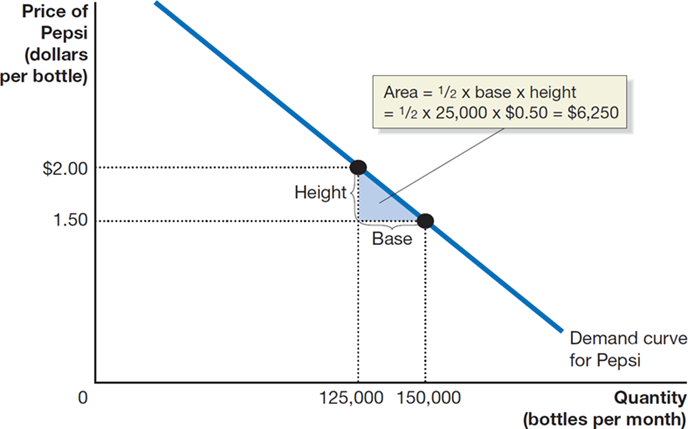 Price of
Pepsi
(dollars
per bottle)
Area = 1/2 x base x height
= 1/2 x 25,000 x $0.50 = $6,250
$2.00
Height
1.50
Base
Demand curve
for Pepsi
0
125,000
150,000
Quantity
(bottles per month)